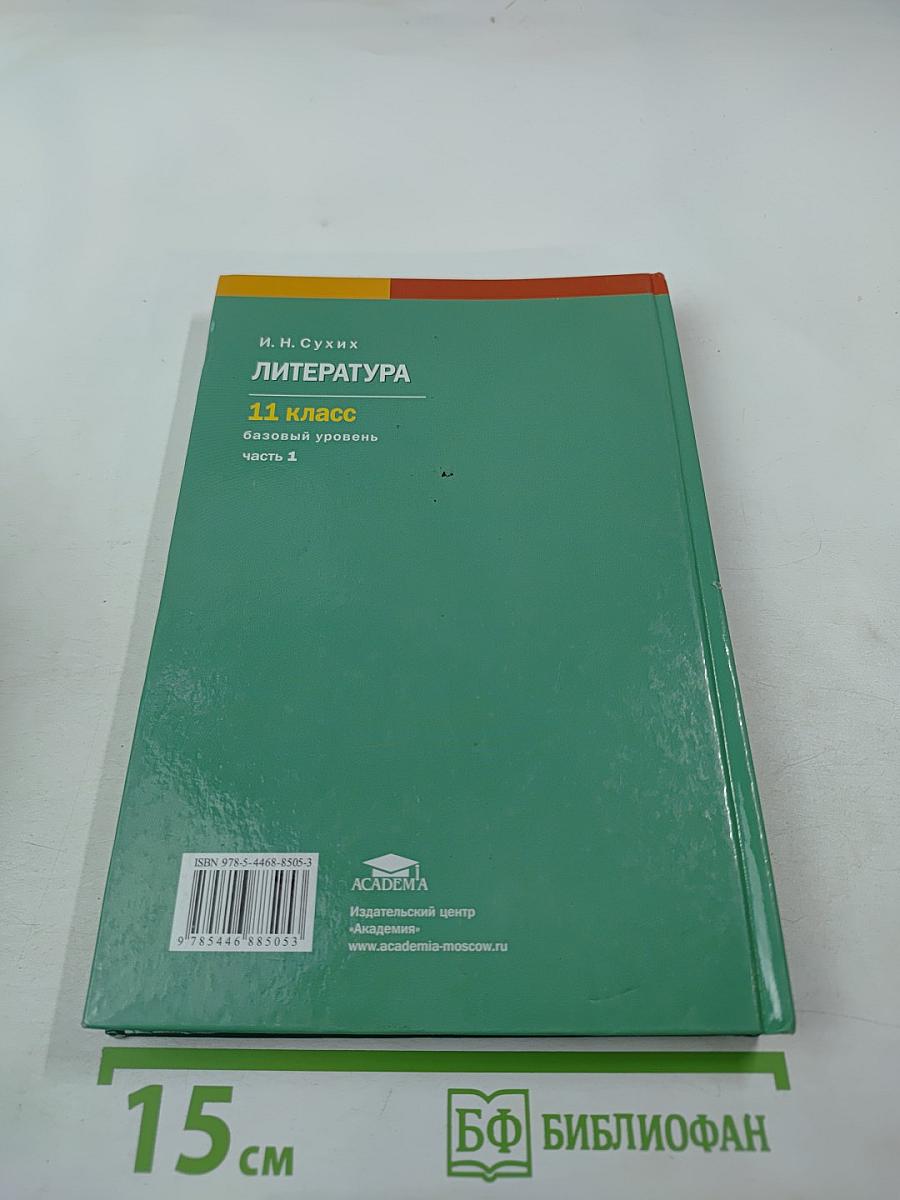 И. Н. Сухих
ЛИТЕРАТУРА
11 класс
базовый уровень
часть 1
ISBN 978-5-4468-8505-3
9 785446 885053
ACADEMA
Издательский центр
«Академия»
www.academia-moscow.ru
15 см
БФ БИБЛИОФАН